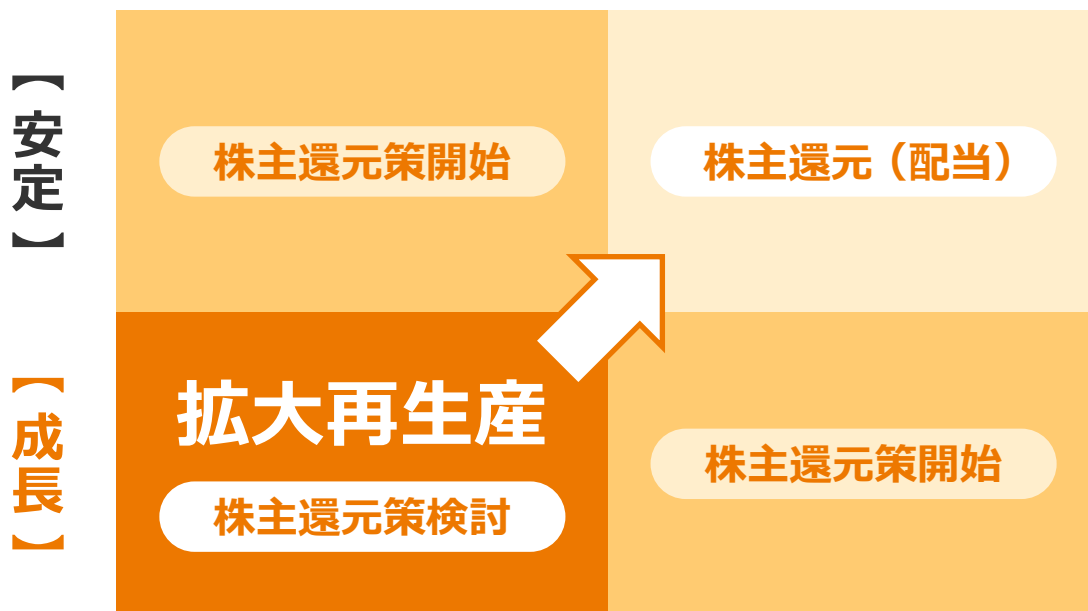 【安定】
株主還元策開始
株主還元（配当）
【成長】
拡大再生産
株主還元策検討
株主還元策開始